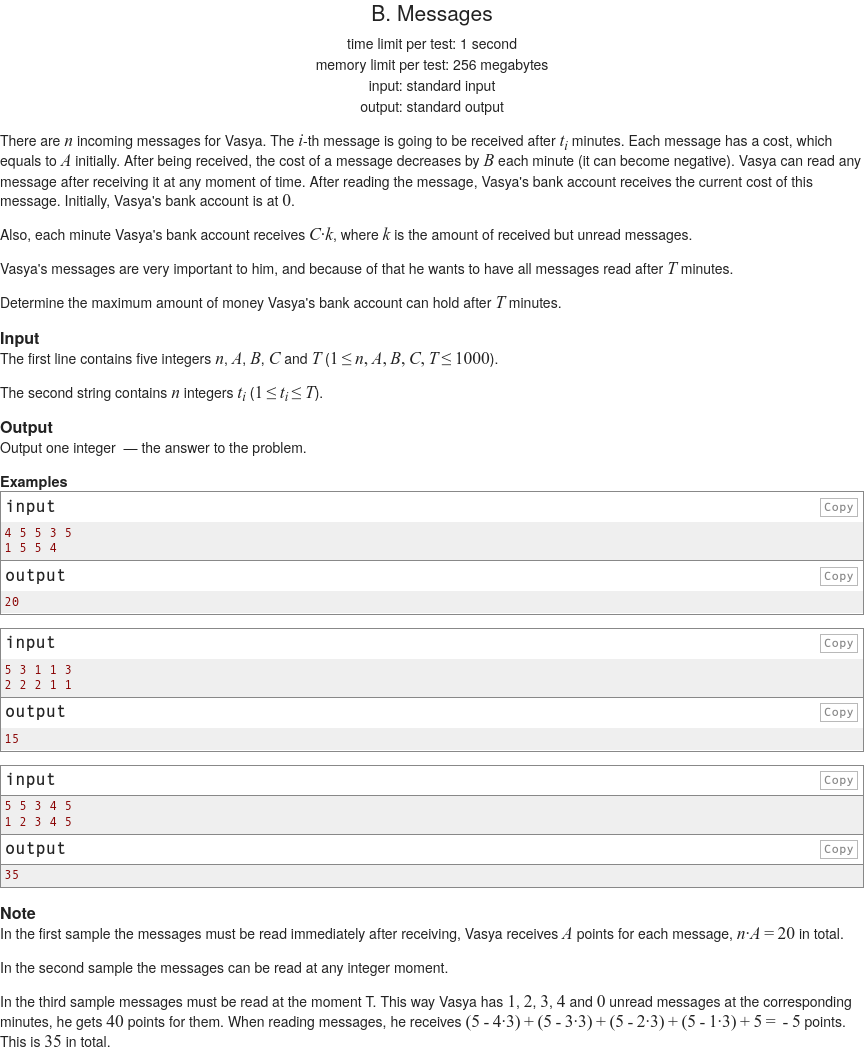 B. Messages
time limit per test: 1 second
memory limit per test: 256 megabytes
input: standard input
output: standard output
There are n incoming messages for Vasya. The i-th message is going to be received after ti minutes. Each message has a cost, which
equals to A initially. After being received, the cost of a message decreases by B each minute (it can become negative). Vasya can read any
message after receiving it at any moment of time. After reading the message, Vasya's bank account receives the current cost of this
message. Initially, Vasya's bank account is at 0.
Also, each minute Vasya's bank account receives C·k, where k is the amount of received but unread messages.
Vasya's messages are very important to him, and because of that he wants to have all messages read after T minutes.
Determine the maximum amount of money Vasya's bank account can hold after T minutes.
Input
The first line contains five integers n, A, B, C and T (1 ≤ n, A, B, C, T ≤ 1000).
The second string contains n integers ti (1 ≤ ti ≤ T).
Output
Output one integer — the answer to the problem.
Examples
input
Copy
4 5 5 3 5
1 5 5 4
output
Copy
20
input
Copy
5 3 1 1 3
2 2 2 1 1
output
Copy
15
input
Copy
5 5 3 4 5
1 2 3 4 5
output
Copy
35
Note
In the first sample the messages must be read immediately after receiving, Vasya receives A points for each message, n·A = 20 in total.
In the second sample the messages can be read at any integer moment.
In the third sample messages must be read at the moment T. This way Vasya has 1, 2, 3, 4 and 0 unread messages at the corresponding
minutes, he gets 40 points for them. When reading messages, he receives (5 - 4·3) + (5 - 3·3) + (5 - 2·3) + (5 - 1·3) + 5 = - 5 points.
This is 35 in total.